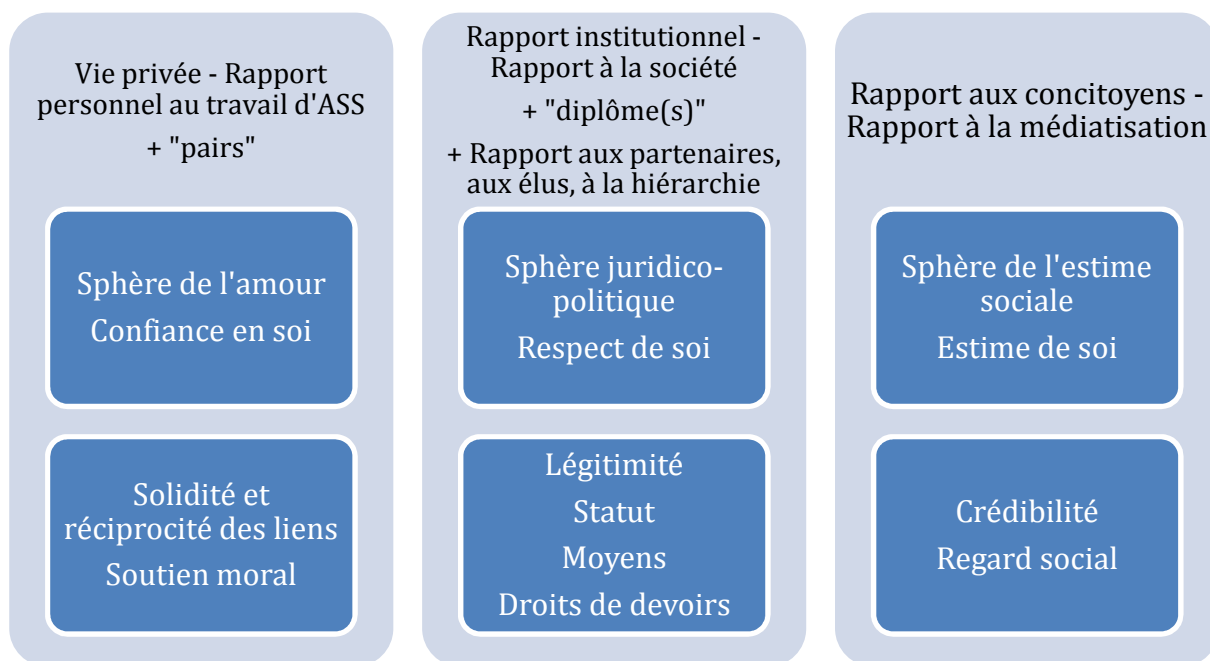 Vie privée - Rapport
personnel au travail d'ASS
+ "pairs"
Sphère de l'amour
Confiance en soi
Solidité et
réciprocité des liens
Soutien moral
Rapport institutionnel -
Rapport à la société
+ "diplôme(s)"
+ Rapport aux partenaires,
aux élus, à la hiérarchie
Sphère juridico-
politique
Respect de soi
Légitimité
Statut
Moyens
Droits de devoirs
Rapport aux concitoyens -
Rapport à la médiatisation
Sphère de l'estime
sociale
Estime de soi
Crédibilité
Regard social